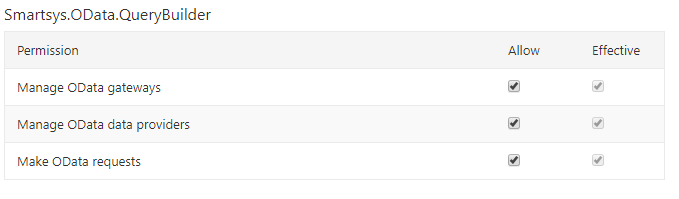 Smartsys.OData.QueryBuilder
Permission Allow Effective
Manage OData gateways
Manage OData data providers
Make OData requests